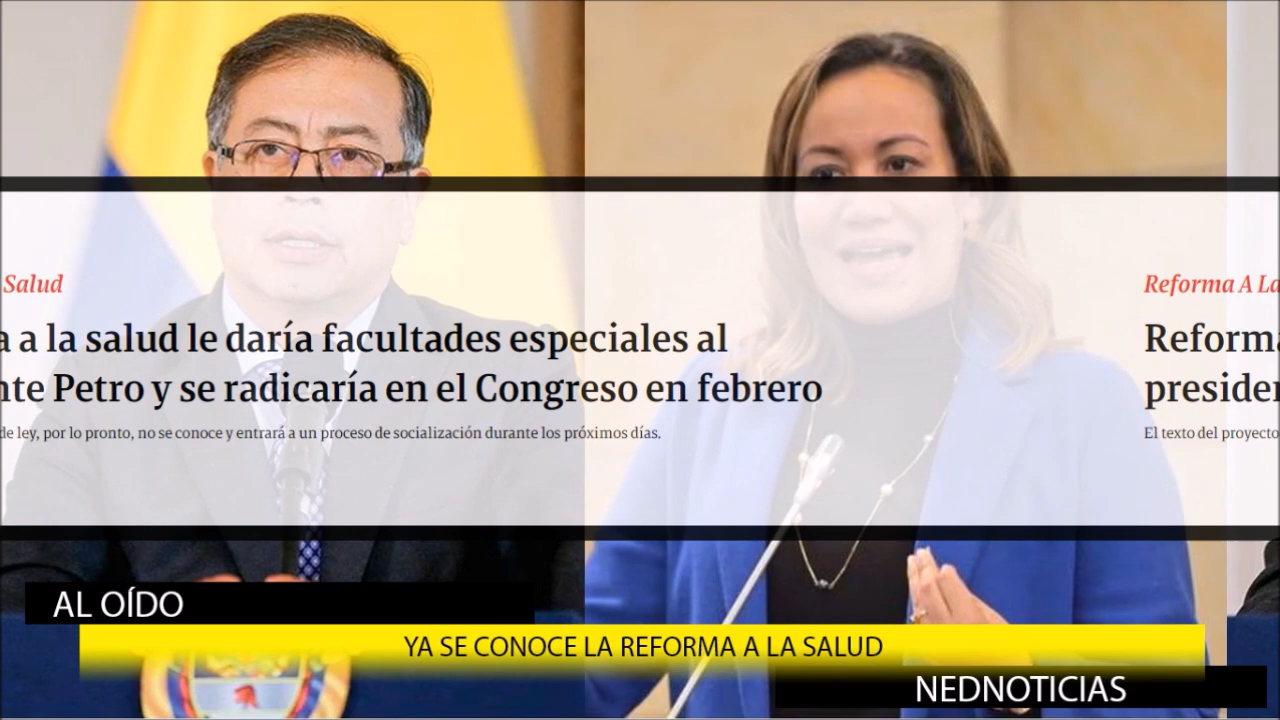 Salud
a a la salud le daría facultades especiales al
nte Petro y se radicaría en el Congreso en febrero
de ley, por lo pronto, no se conoce y entrará a un proceso de socialización durante los próximos días.
Reforma A La
Reforma
presiden
El texto del proyecto
AL OÍDO
YA SE CONOCE LA REFORMA A LA SALUD
NEDNOTICIAS